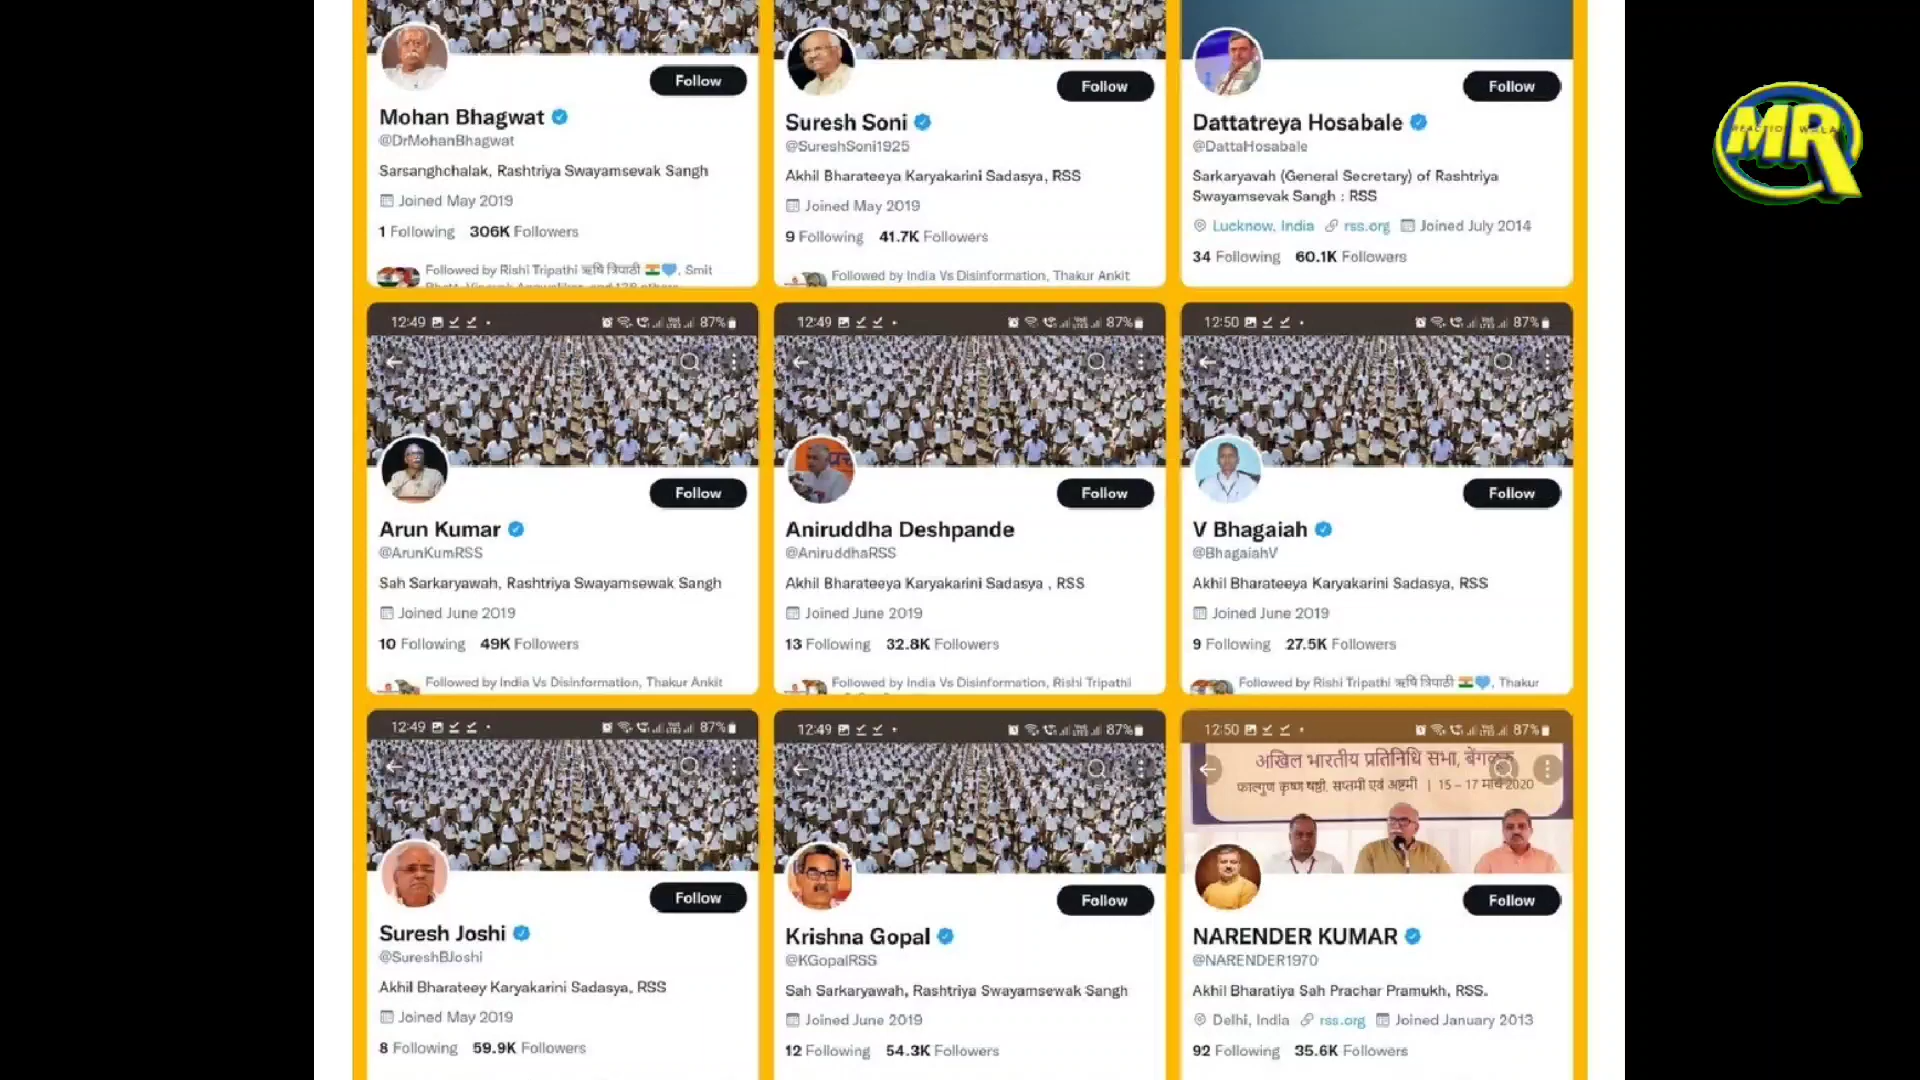 Follow
Mohan Bhagwat
@DrMohanBhagwat
Sarsanghchalak, Rashtriya Swayamsevak Sangh
Joined May 2019
1 Following 306K Followers
Followed by Rishi Tripathi ऋषि त्रिपाठी 🇮🇳💙, Smit
Follow
Suresh Soni
@SureshSoni1925
Akhil Bharateeya Karyakarini Sadasya, RSS
Joined May 2019
9 Following 41.7K Followers
Followed by India Vs Disinformation, Thakur Ankit
Follow
Dattatreya Hosabale
@DattaHosabale
Sarkaryavah (General Secretary) of Rashtriya
Swayamsevak Sangh : RSS
Lucknow, India rss.org Joined July 2014
34 Following 60.1K Followers
REACTION WALA
MR
12:49 87%
Follow
Arun Kumar
@ArunKumRSS
Sah Sarkaryawah, Rashtriya Swayamsewak Sangh
Joined June 2019
10 Following 49K Followers
Followed by India Vs Disinformation, Thakur Ankit
12:49 87%
Follow
Aniruddha Deshpande
@AniruddhaRSS
Akhil Bharateeya Karyakarini Sadasya , RSS
Joined June 2019
13 Following 32.8K Followers
Followed by India Vs Disinformation, Rishi Tripathi
12:50 87%
Follow
V Bhagaiah
@BhagaiahV
Akhil Bharateeya Karyakarini Sadasya, RSS
Joined June 2019
9 Following 27.5K Followers
Followed by Rishi Tripathi ऋषि त्रिपाठी 🇮🇳💙, Thakur
12:49 87%
Follow
Suresh Joshi
@SureshBJoshi
Akhil Bharateey Karyakarini Sadasya, RSS
Joined May 2019
8 Following 59.9K Followers
12:49 87%
Follow
Krishna Gopal
@KGopalRSS
Sah Sarkaryawah, Rashtriya Swayamsewak Sangh
Joined June 2019
12 Following 54.3K Followers
12:50 87%
अखिल भारतीय प्रतिनिधि सभा, बेंगलूरु
फाल्गुण कृष्ण षष्ठी, सप्तमी एवं अष्टमी | 15 – 17 मार्च 2020
Follow
NARENDER KUMAR
@NARENDER1970
Akhil Bharatiya Sah Prachar Pramukh, RSS.
Delhi, India rss.org Joined January 2013
92 Following 35.6K Followers